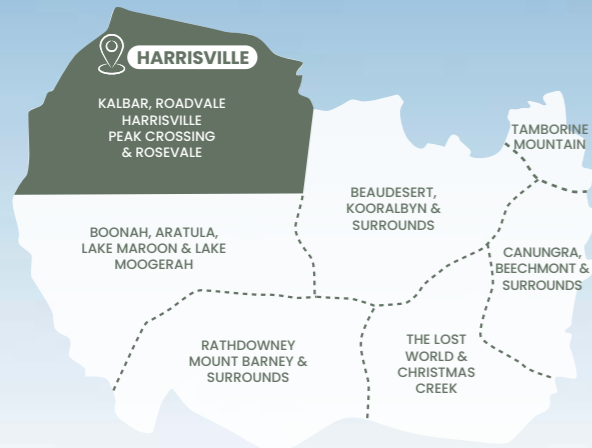 HARRISVILLE
KALBAR, ROADVALE
HARRISVILLE
PEAK CROSSING
& ROSEVALE
TAMBORINE
MOUNTAIN
BEAUDESERT,
KOORALBYN &
SURROUNDS
BOONAH, ARATULA,
LAKE MAROON & LAKE
MOOGERAH
CANUNGRA,
BEECHMONT &
SURROUNDS
RATHDOWNEY
MOUNT BARNEY &
SURROUNDS
THE LOST
WORLD &
CHRISTMAS
CREEK